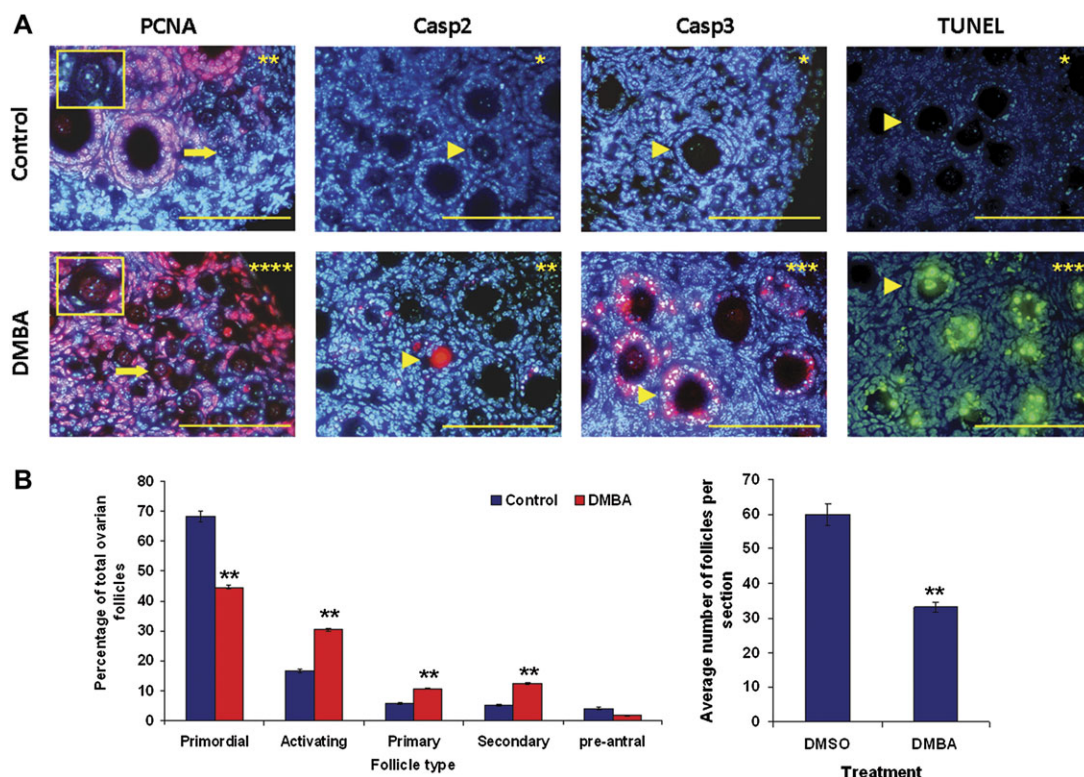 A
PCNA Casp2 Casp3 TUNEL
Control
** * * *
DMBA
**** ** *** ***
B
Percentage of total ovarian
follicles
80
70
60
50
40
30
20
10
0
Control DMBA
** ** ** **
Primordial Activating Primary Secondary pre-antral
Follicle type
Average number of follicles per
section
70
60
50
40
30
20
10
0
**
DMSO DMBA
Treatment